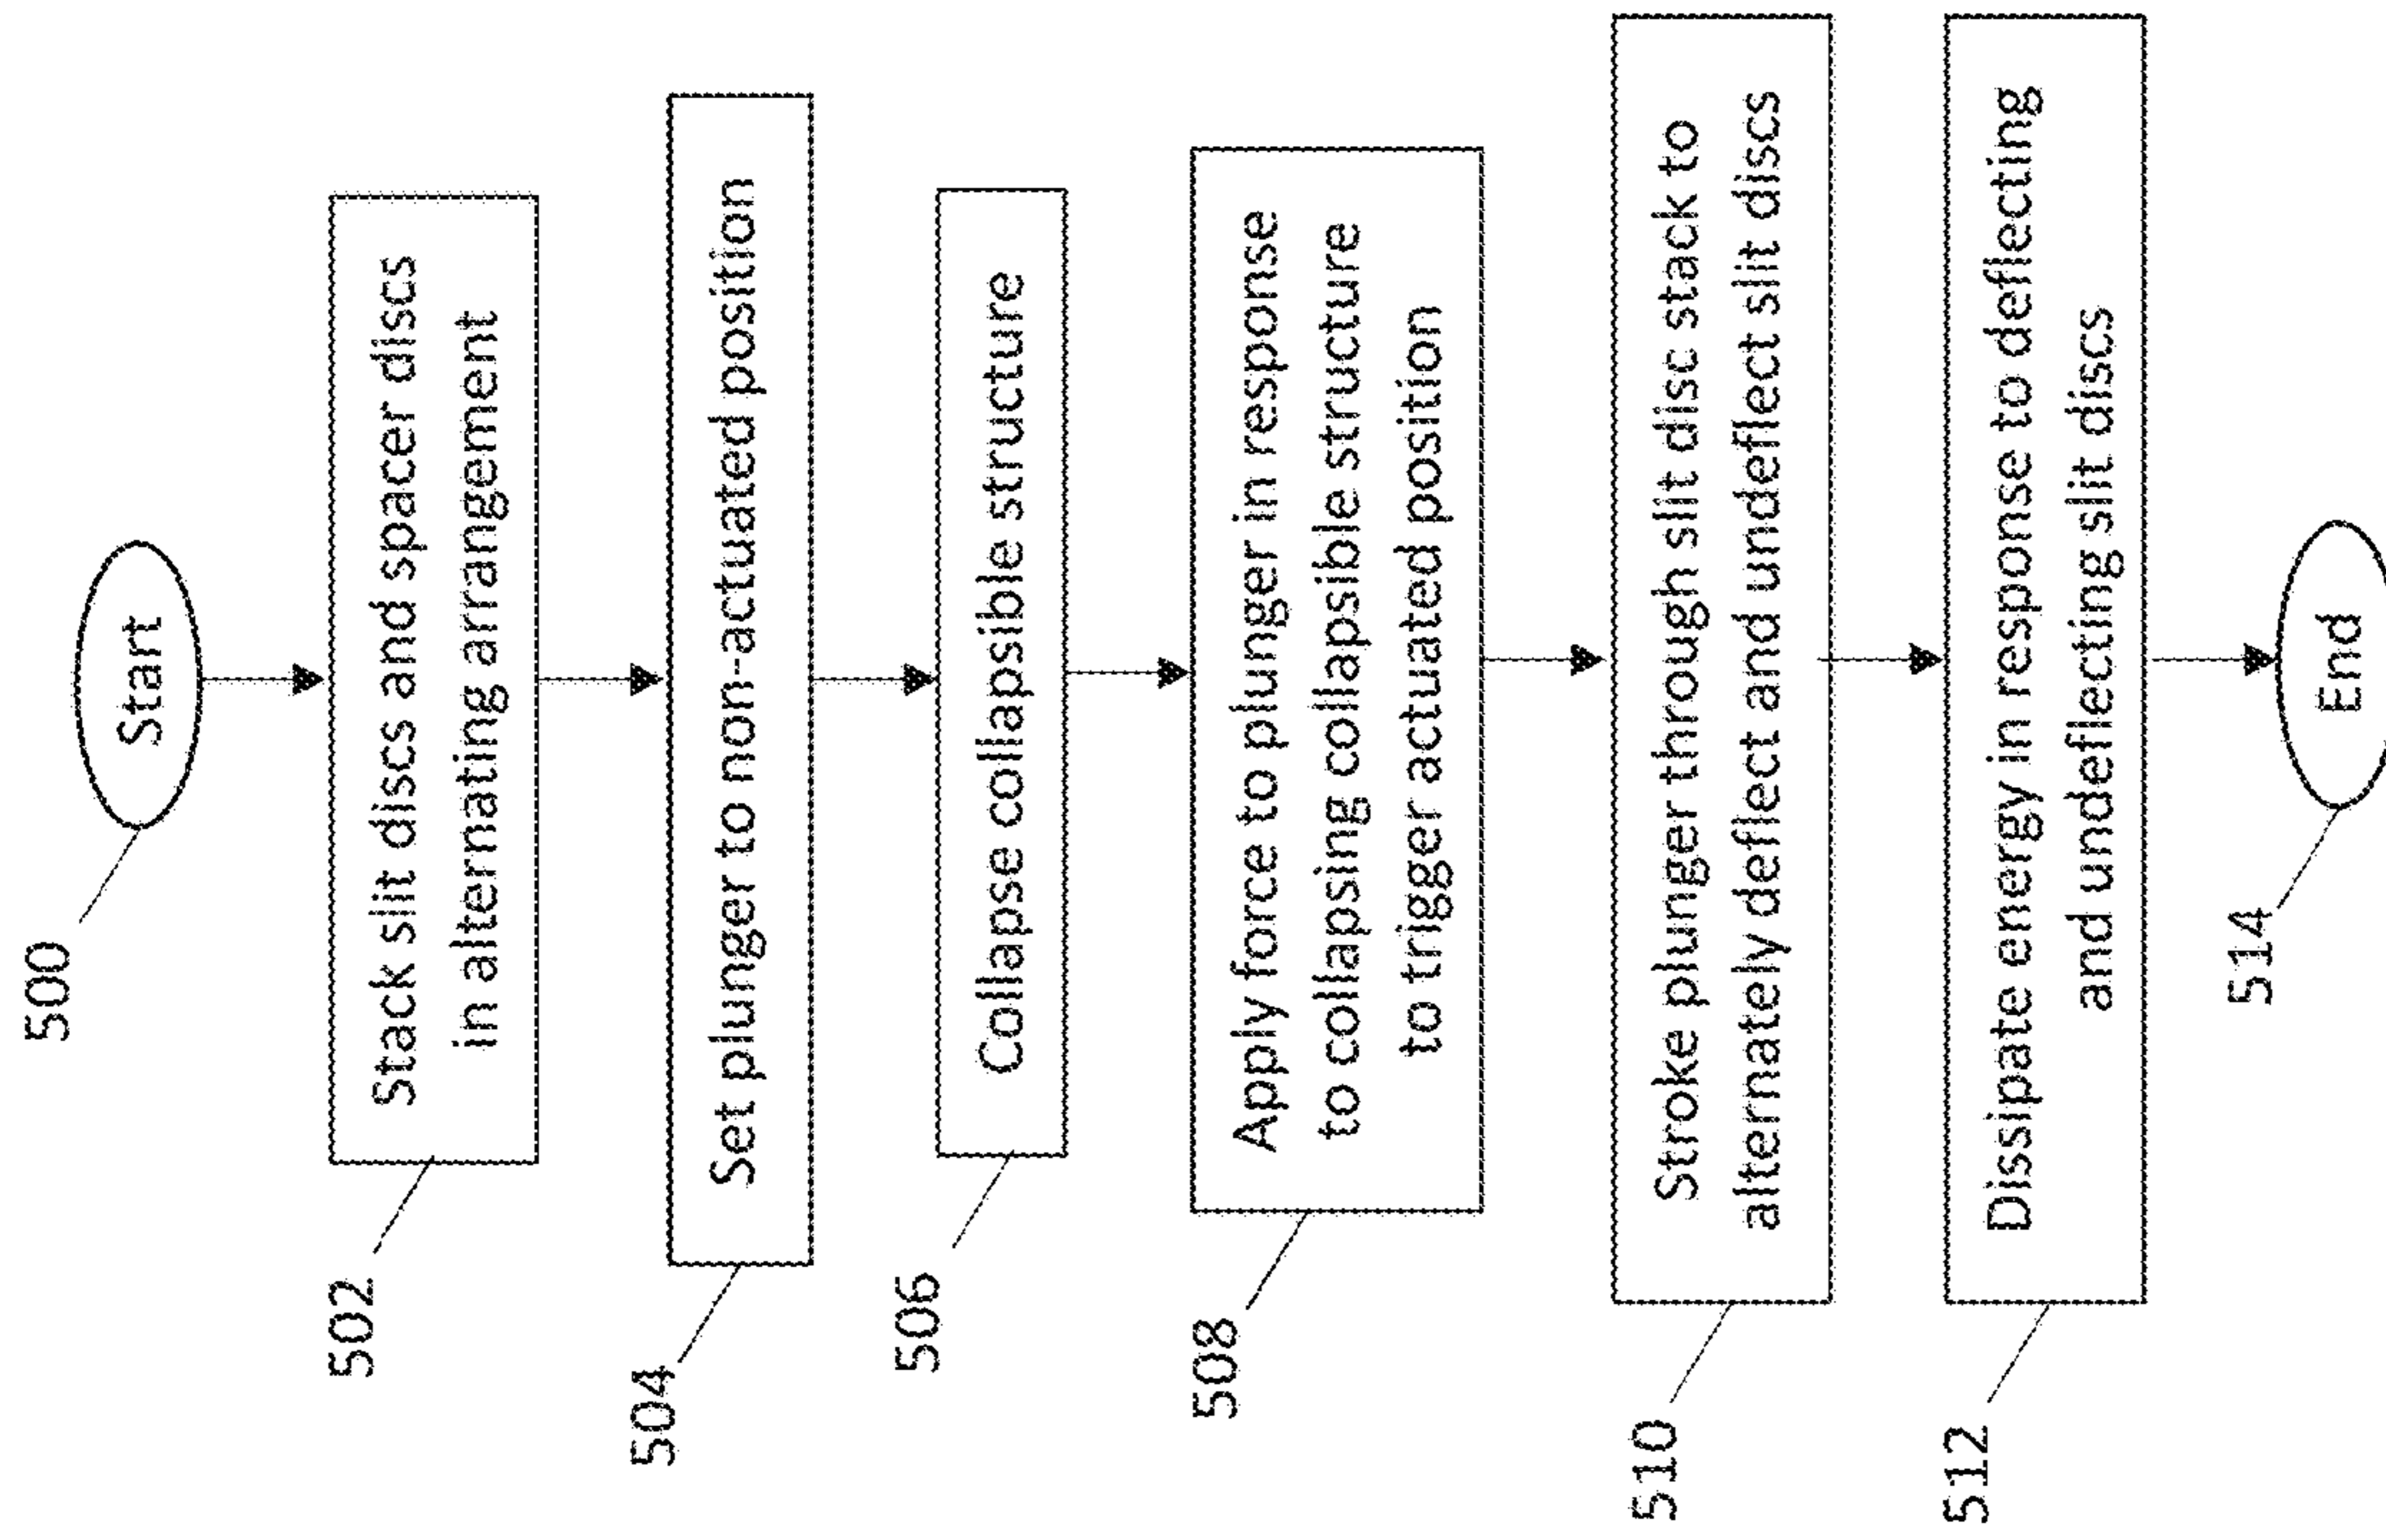 500
Start
502
Stack slit discs and spacer discs
in alternating arrangement
504
Set plunger to non-actuated position
506
Collapse collapsible structure
508
Apply force to plunger in response
to collapsing collapsible structure
to trigger actuated position
510
Stroke plunger through slit disc stack to
alternately deflect and undeflect slit discs
512
Dissipate energy in response to deflecting
and undeflecting slit discs
514
End